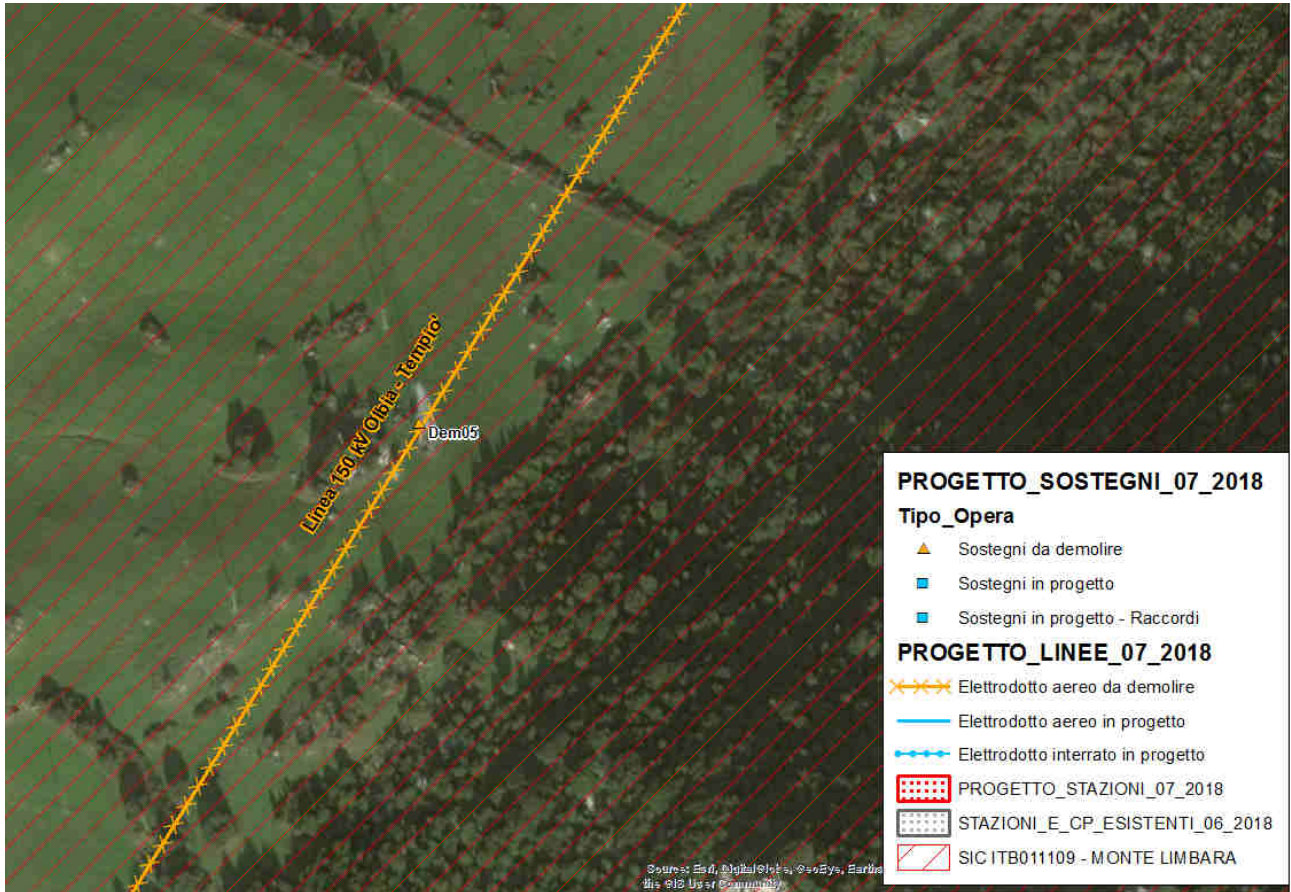 Linea 150 kV Olbia - Tempio'
Dem05
PROGETTO_SOSTEGNI_07_2018
Tipo_Opera
Sostegni da demolire
Sostegni in progetto
Sostegni in progetto - Raccordi
PROGETTO_LINEE_07_2018
Elettrodotto aereo da demolire
Elettrodotto aereo in progetto
Elettrodotto interrato in progetto
PROGETTO_STAZIONI_07_2018
STAZIONI_E_CP_ESISTENTI_06_2018
SIC ITB011109 - MONTE LIMBARA
Source: Esri, DigitalGlobe, GeoEye, Earths
the GIS User Community